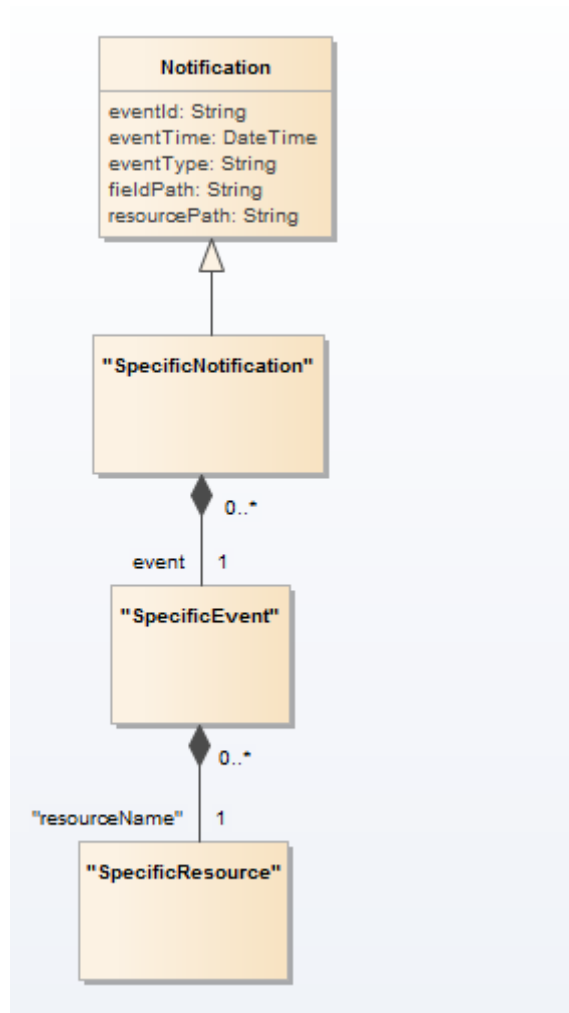 Notification
eventId: String
eventTime: DateTime
eventType: String
fieldPath: String
resourcePath: String
"SpecificNotification"
0..*
event 1
"SpecificEvent"
0..*
"resourceName" 1
"SpecificResource"